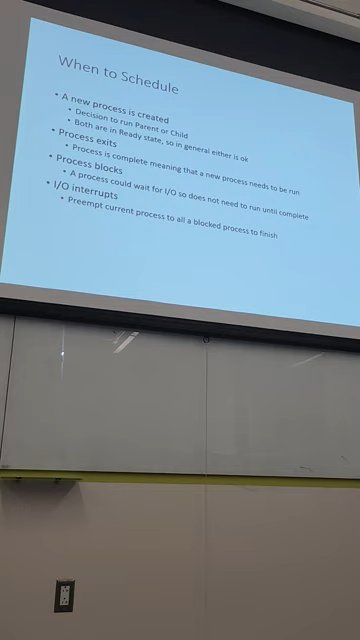 When to Schedule
• A new process is created
• Decision to run Parent or Child
• Both are in Ready state, so in general either is ok
• Process exits
• Process is complete meaning that a new process needs to be run
• Process blocks
• A process could wait for I/O so does not need to run until complete
• I/O interrupts
• Preempt current process to all a blocked process to finish